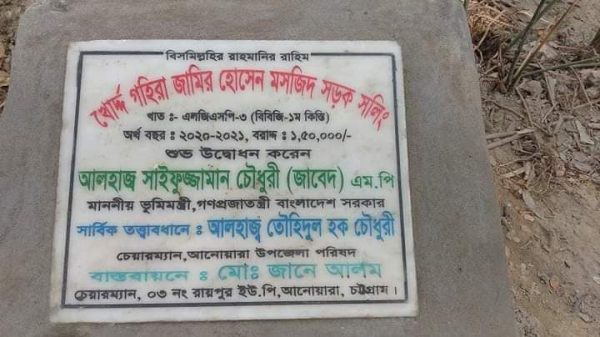 বিসমিল্লহির রাহমানির রাহিম
খোর্দ্দ গহিরা জামির হোসেন মসজিদ সড়ক সলিং
খাত ঃ- এলজিএসপি-৩ (বিবিজি-১ম কিস্তি)
অর্থ বছর ঃ ২০২০-২০২১, বরাদ্দ ঃ ১,৫০,০০০/-
শুভ উদ্বোধন করেন
আলহাজ্ব সাইফুজ্জামান চৌধুরী (জাবেদ) এম.পি
মাননীয় ভূমিমন্ত্রী,গণপ্রজাতন্ত্রী বাংলাদেশ সরকার
সার্বিক তত্ত্বাবধানে ঃ আলহাজ্ব তৌহিদুল হক চৌধুরী
চেয়ারম্যান,আনোয়ারা উপজেলা পরিষদ
বাস্তবায়নে ঃ মোঃ জানে আলম
চেয়ারম্যান, ০৩ নং রায়পুর ইউ.পি,আনোয়ারা, চট্টগ্রাম।